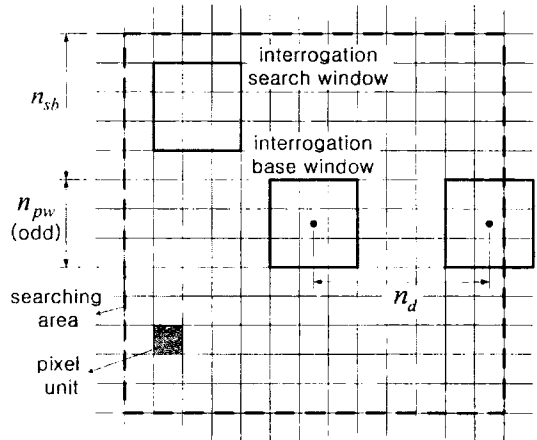 interrogation
search window
n_sb
interrogation
base window
n_pw
(odd)
n_d
searching
area
pixel
unit